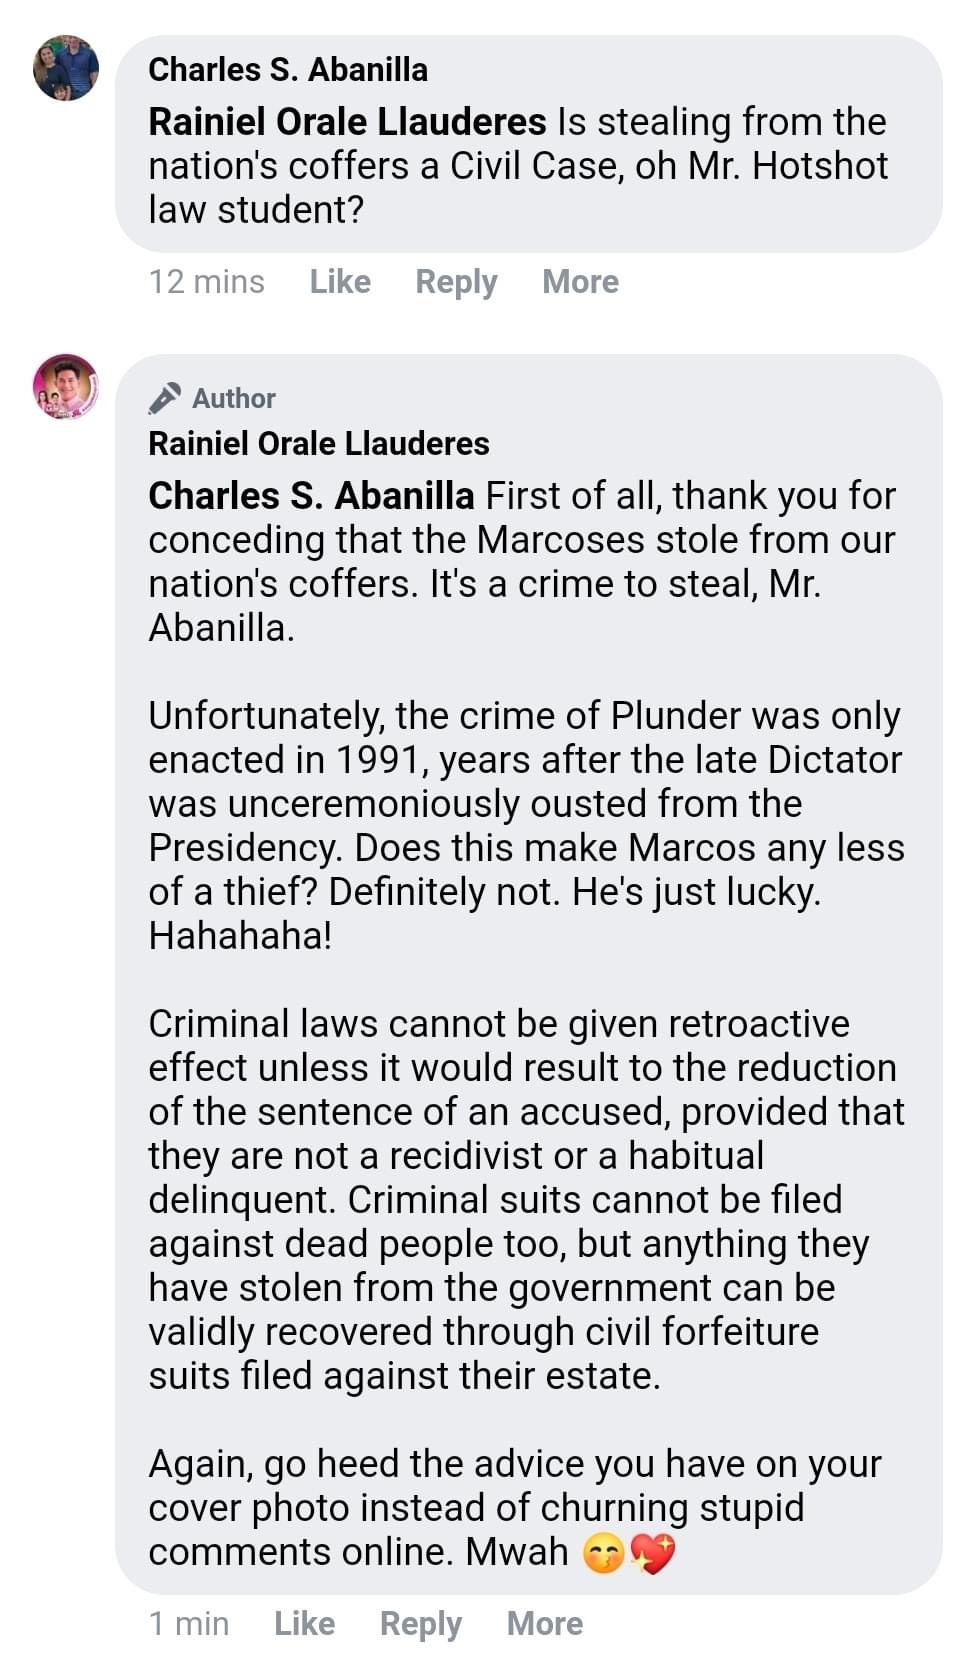 Charles S. Abanilla
Rainiel Orale Llauderes Is stealing from the
nation's coffers a Civil Case, oh Mr. Hotshot
law student?
12 mins Like Reply More
Author
Rainiel Orale Llauderes
Charles S. Abanilla First of all, thank you for
conceding that the Marcoses stole from our
nation's coffers. It's a crime to steal, Mr.
Abanilla.
Unfortunately, the crime of Plunder was only
enacted in 1991, years after the late Dictator
was unceremoniously ousted from the
Presidency. Does this make Marcos any less
of a thief? Definitely not. He's just lucky.
Hahahaha!
Criminal laws cannot be given retroactive
effect unless it would result to the reduction
of the sentence of an accused, provided that
they are not a recidivist or a habitual
delinquent. Criminal suits cannot be filed
against dead people too, but anything they
have stolen from the government can be
validly recovered through civil forfeiture
suits filed against their estate.
Again, go heed the advice you have on your
cover photo instead of churning stupid
comments online. Mwah 😙💖
1 min Like Reply More